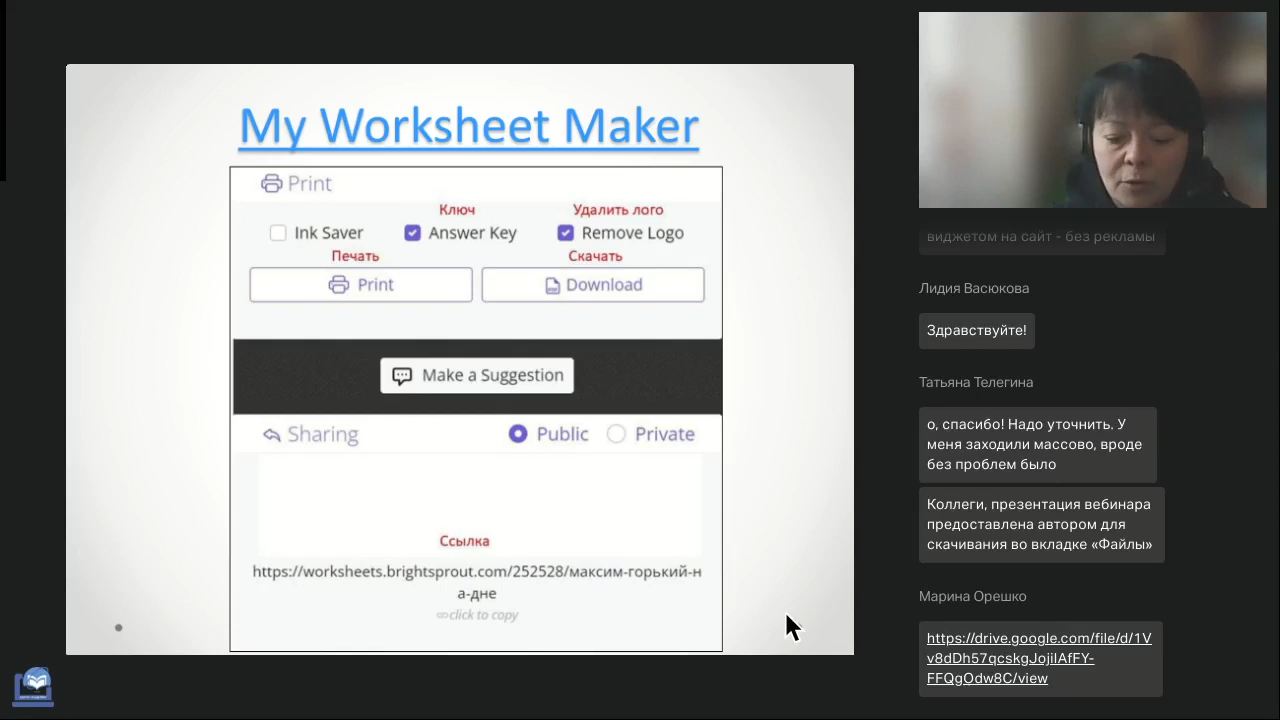 My Worksheet Maker
Print
Ключ
Удалить лого
Ink Saver
Answer Key
Remove Logo
Печать
Скачать
Print
Download
Make a Suggestion
Sharing
Public
Private
Ссылка
https://worksheets.brightsprout.com/252528/максим-горький-н
а-дне
click to copy
виджетом на сайт - без рекламы
Лидия Васюкова
Здравствуйте!
Татьяна Телегина
о, спасибо! Надо уточнить. У
меня заходили массово, вроде
без проблем было
Коллеги, презентация вебинара
предоставлена автором для
скачивания во вкладке «Файлы»
Марина Орешко
https://drive.google.com/file/d/1V
v8dDh57qcskgJojiIAfFY-
FFQgOdw8C/view